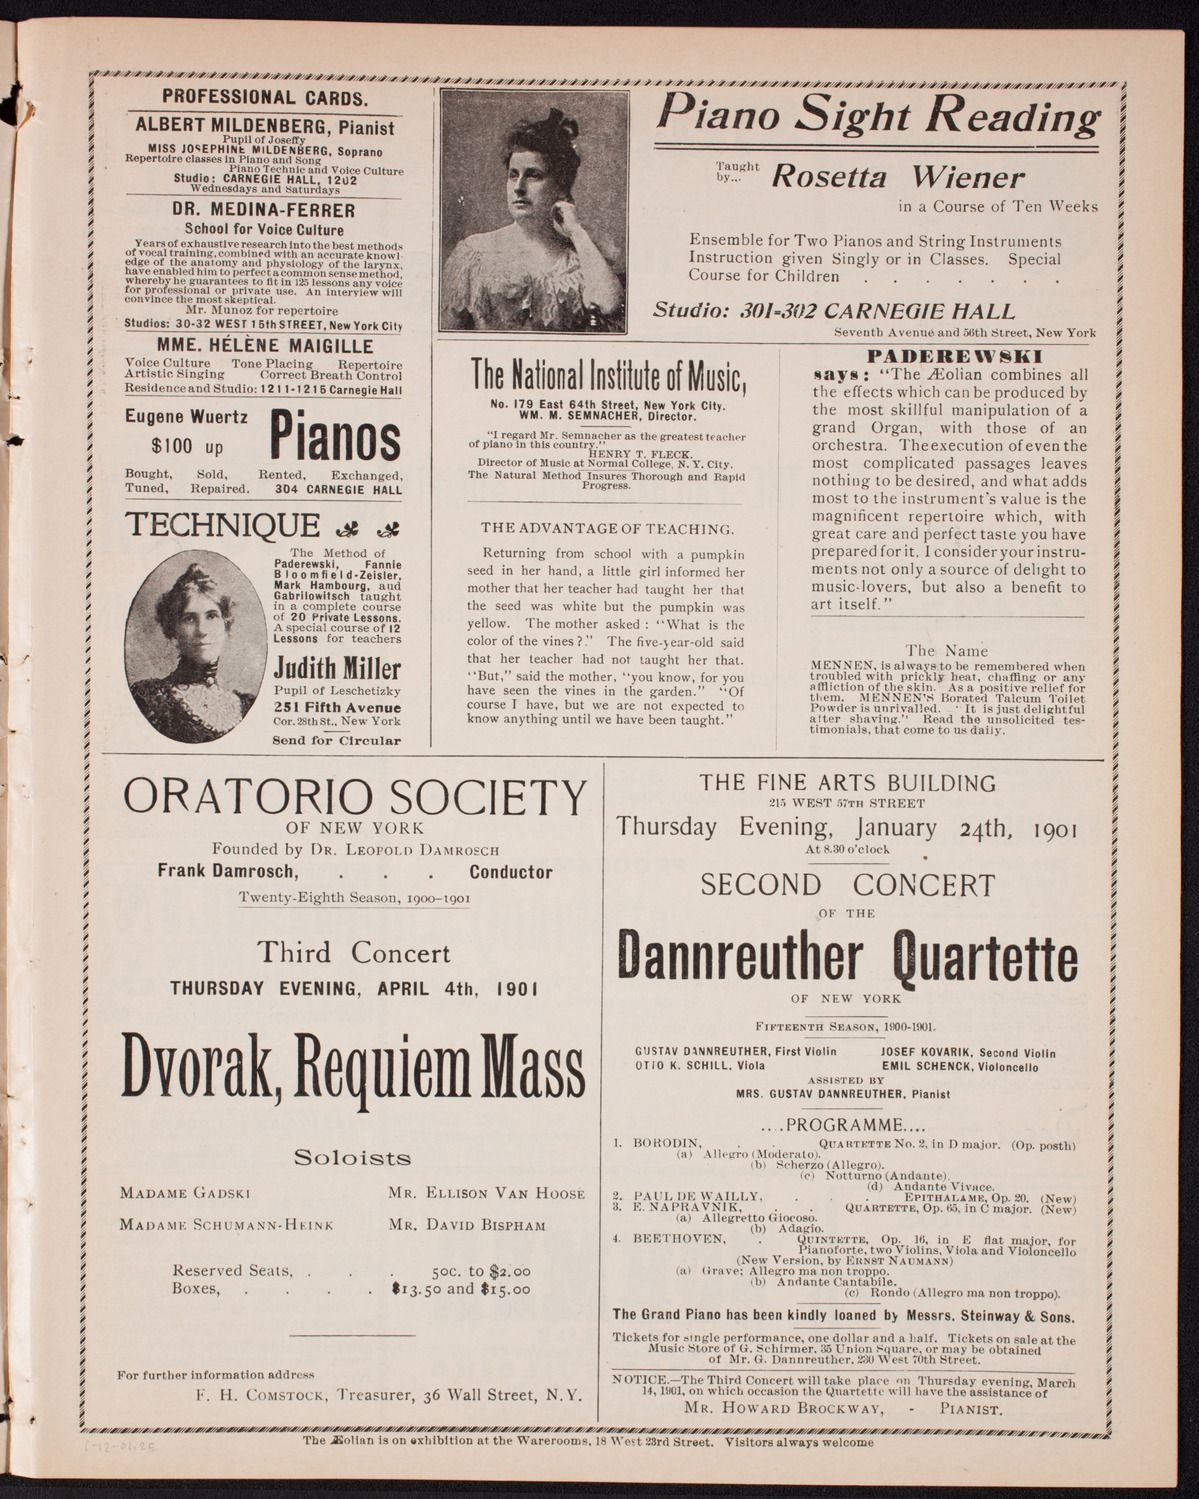 PROFESSIONAL CARDS.
ALBERT MILDENBERG, Pianist
Pupil of Joseffy
MISS JOSEPHINE MILDENBERG, Soprano
Repertoire classes in Piano and Song
Piano Technic and Voice Culture
Studio: CARNEGIE HALL, 1202
Wednesdays and Saturdays
DR. MEDINA-FERRER
School for Voice Culture
Years of exhaustive research into the best methods
of vocal training, combined with an accurate knowl-
edge of the anatomy and physiology of the larynx,
have enabled him to perfect a common sense method,
whereby he guarantees to fit in 125 lessons any voice
for professional or private use. An interview will
convince the most skeptical.
Mr. Munoz for repertoire
Studios: 30-32 WEST 15th STREET, New York City
MME. HÉLÈNE MAIGILLE
Voice Culture Tone Placing Repertoire
Artistic Singing Correct Breath Control
Residence and Studio: 1211-1215 Carnegie Hall
Eugene Wuertz
$100 up
Pianos
Bought, Sold, Rented, Exchanged,
Tuned, Repaired. 304 CARNEGIE HALL
TECHNIQUE
The Method of
Paderewski, Fannie
Bloomfield-Zeisler,
Mark Hambourg, and
Gabrilowitsch taught
in a complete course
of 20 Private Lessons.
A special course of 12
Lessons for teachers
Judith Miller
Pupil of Leschetizky
251 Fifth Avenue
Cor. 28th St., New York
Send for Circular
Piano Sight Reading
Taught
by... Rosetta Wiener
in a Course of Ten Weeks
Ensemble for Two Pianos and String Instruments
Instruction given Singly or in Classes. Special
Course for Children . . . . . . .
Studio: 301-302 CARNEGIE HALL
Seventh Avenue and 56th Street, New York
The National Institute of Music,
No. 179 East 64th Street, New York City.
WM. M. SEMNACHER, Director.
"I regard Mr. Semnacher as the greatest teacher
of piano in this country."
HENRY T. FLECK.
Director of Music at Normal College, N. Y. City.
The Natural Method Insures Thorough and Rapid
Progress.
THE ADVANTAGE OF TEACHING.
Returning from school with a pumpkin
seed in her hand, a little girl informed her
mother that her teacher had taught her that
the seed was white but the pumpkin was
yellow. The mother asked: "What is the
color of the vines?." The five-year-old said
that her teacher had not taught her that.
"But," said the mother, "you know, for you
have seen the vines in the garden." "Of
course I have, but we are not expected to
know anything until we have been taught."
PADEREWSKI
says: "The Æolian combines all
the effects which can be produced by
the most skillful manipulation of a
grand Organ, with those of an
orchestra. The execution of even the
most complicated passages leaves
nothing to be desired, and what adds
most to the instrument's value is the
magnificent repertoire which, with
great care and perfect taste you have
prepared for it. I consider your instru-
ments not only a source of delight to
music-lovers, but also a benefit to
art itself."
The Name
MENNEN, is always to be remembered when
troubled with prickly heat, chaffing or any
affliction of the skin. As a positive relief for
them. MENNEN'S Borated Talcum Toilet
Powder is unrivalled. "It is just delightful
after shaving." Read the unsolicited tes-
timonials, that come to us daily.
ORATORIO SOCIETY
OF NEW YORK
Founded by DR. LEOPOLD DAMROSCH
Frank Damrosch, . . . Conductor
Twenty-Eighth Season, 1900-1901
Third Concert
THURSDAY EVENING, APRIL 4th, 1901
Dvorak, Requiem Mass
Soloists
MADAME GADSKI MR. ELLISON VAN HOOSE
MADAME SCHUMANN-HEINK MR. DAVID BISPHAM
Reserved Seats, . . . 50c. to $2.00
Boxes, . . . . $13.50 and $15.00
For further information address
F. H. COMSTOCK, Treasurer, 36 Wall Street, N. Y.
THE FINE ARTS BUILDING
215 WEST 57TH STREET
Thursday Evening, January 24th, 1901
At 8.30 o'clock
SECOND CONCERT
OF THE
Dannreuther Quartette
OF NEW YORK
FIFTEENTH SEASON, 1900-1901.
GUSTAV DANNREUTHER, First Violin JOSEF KOVARIK, Second Violin
OTTO K. SCHILL, Viola EMIL SCHENCK, Violoncello
ASSISTED BY
MRS. GUSTAV DANNREUTHER, Pianist
....PROGRAMME....
1. BORODIN, . . QUARTETTE No. 2, in D major. (Op. posth)
(a) Allegro (Moderato).
(b) Scherzo (Allegro).
(c) Notturno (Andante).
(d) Andante Vivace.
2. PAUL DE WAILLY, . . . EPITHALAME, Op. 20. (New)
3. E. NAPRAVNIK, . . QUARTETTE, Op. 65, in C major. (New)
(a) Allegretto Giocoso.
(b) Adagio.
4. BEETHOVEN, . QUINTETTE, Op. 16, in E flat major, for
Pianoforte, two Violins, Viola and Violoncello
(New Version, by ERNST NAUMANN)
(a) Grave; Allegro ma non troppo.
(b) Andante Cantabile.
(c) Rondo (Allegro ma non troppo).
The Grand Piano has been kindly loaned by Messrs. Steinway & Sons.
Tickets for single performance, one dollar and a half. Tickets on sale at the
Music Store of G. Schirmer, 35 Union Square, or may be obtained
of Mr. G. Dannreuther, 230 West 70th Street.
NOTICE.—The Third Concert will take place on Thursday evening, March
14, 1901, on which occasion the Quartette will have the assistance of
MR. HOWARD BROCKWAY, - PIANIST.
The Æolian is on exhibition at the Warerooms, 18 West 23rd Street. Visitors always welcome